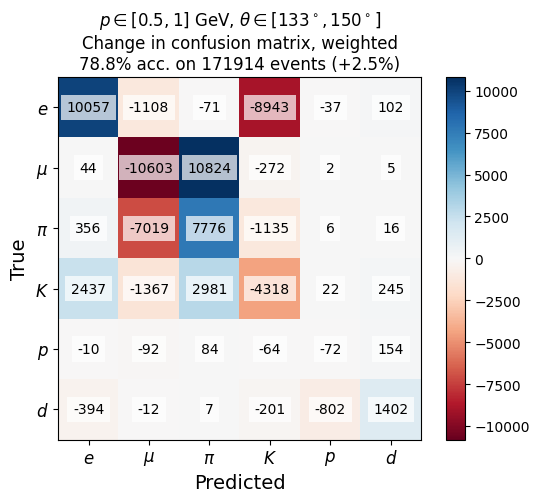 p ∈ [0.5, 1] GeV, θ ∈ [133°, 150°]
Change in confusion matrix, weighted
78.8% acc. on 171914 events (+2.5%)
e 10057 -1108 -71 -8943 -37 102
μ 44 -10603 10824 -272 2 5
π 356 -7019 7776 -1135 6 16
K 2437 -1367 2981 -4318 22 245
p -10 -92 84 -64 -72 154
d -394 -12 7 -201 -802 1402
e μ π K p d
Predicted
True
10000
7500
5000
2500
0
−2500
−5000
−7500
−10000